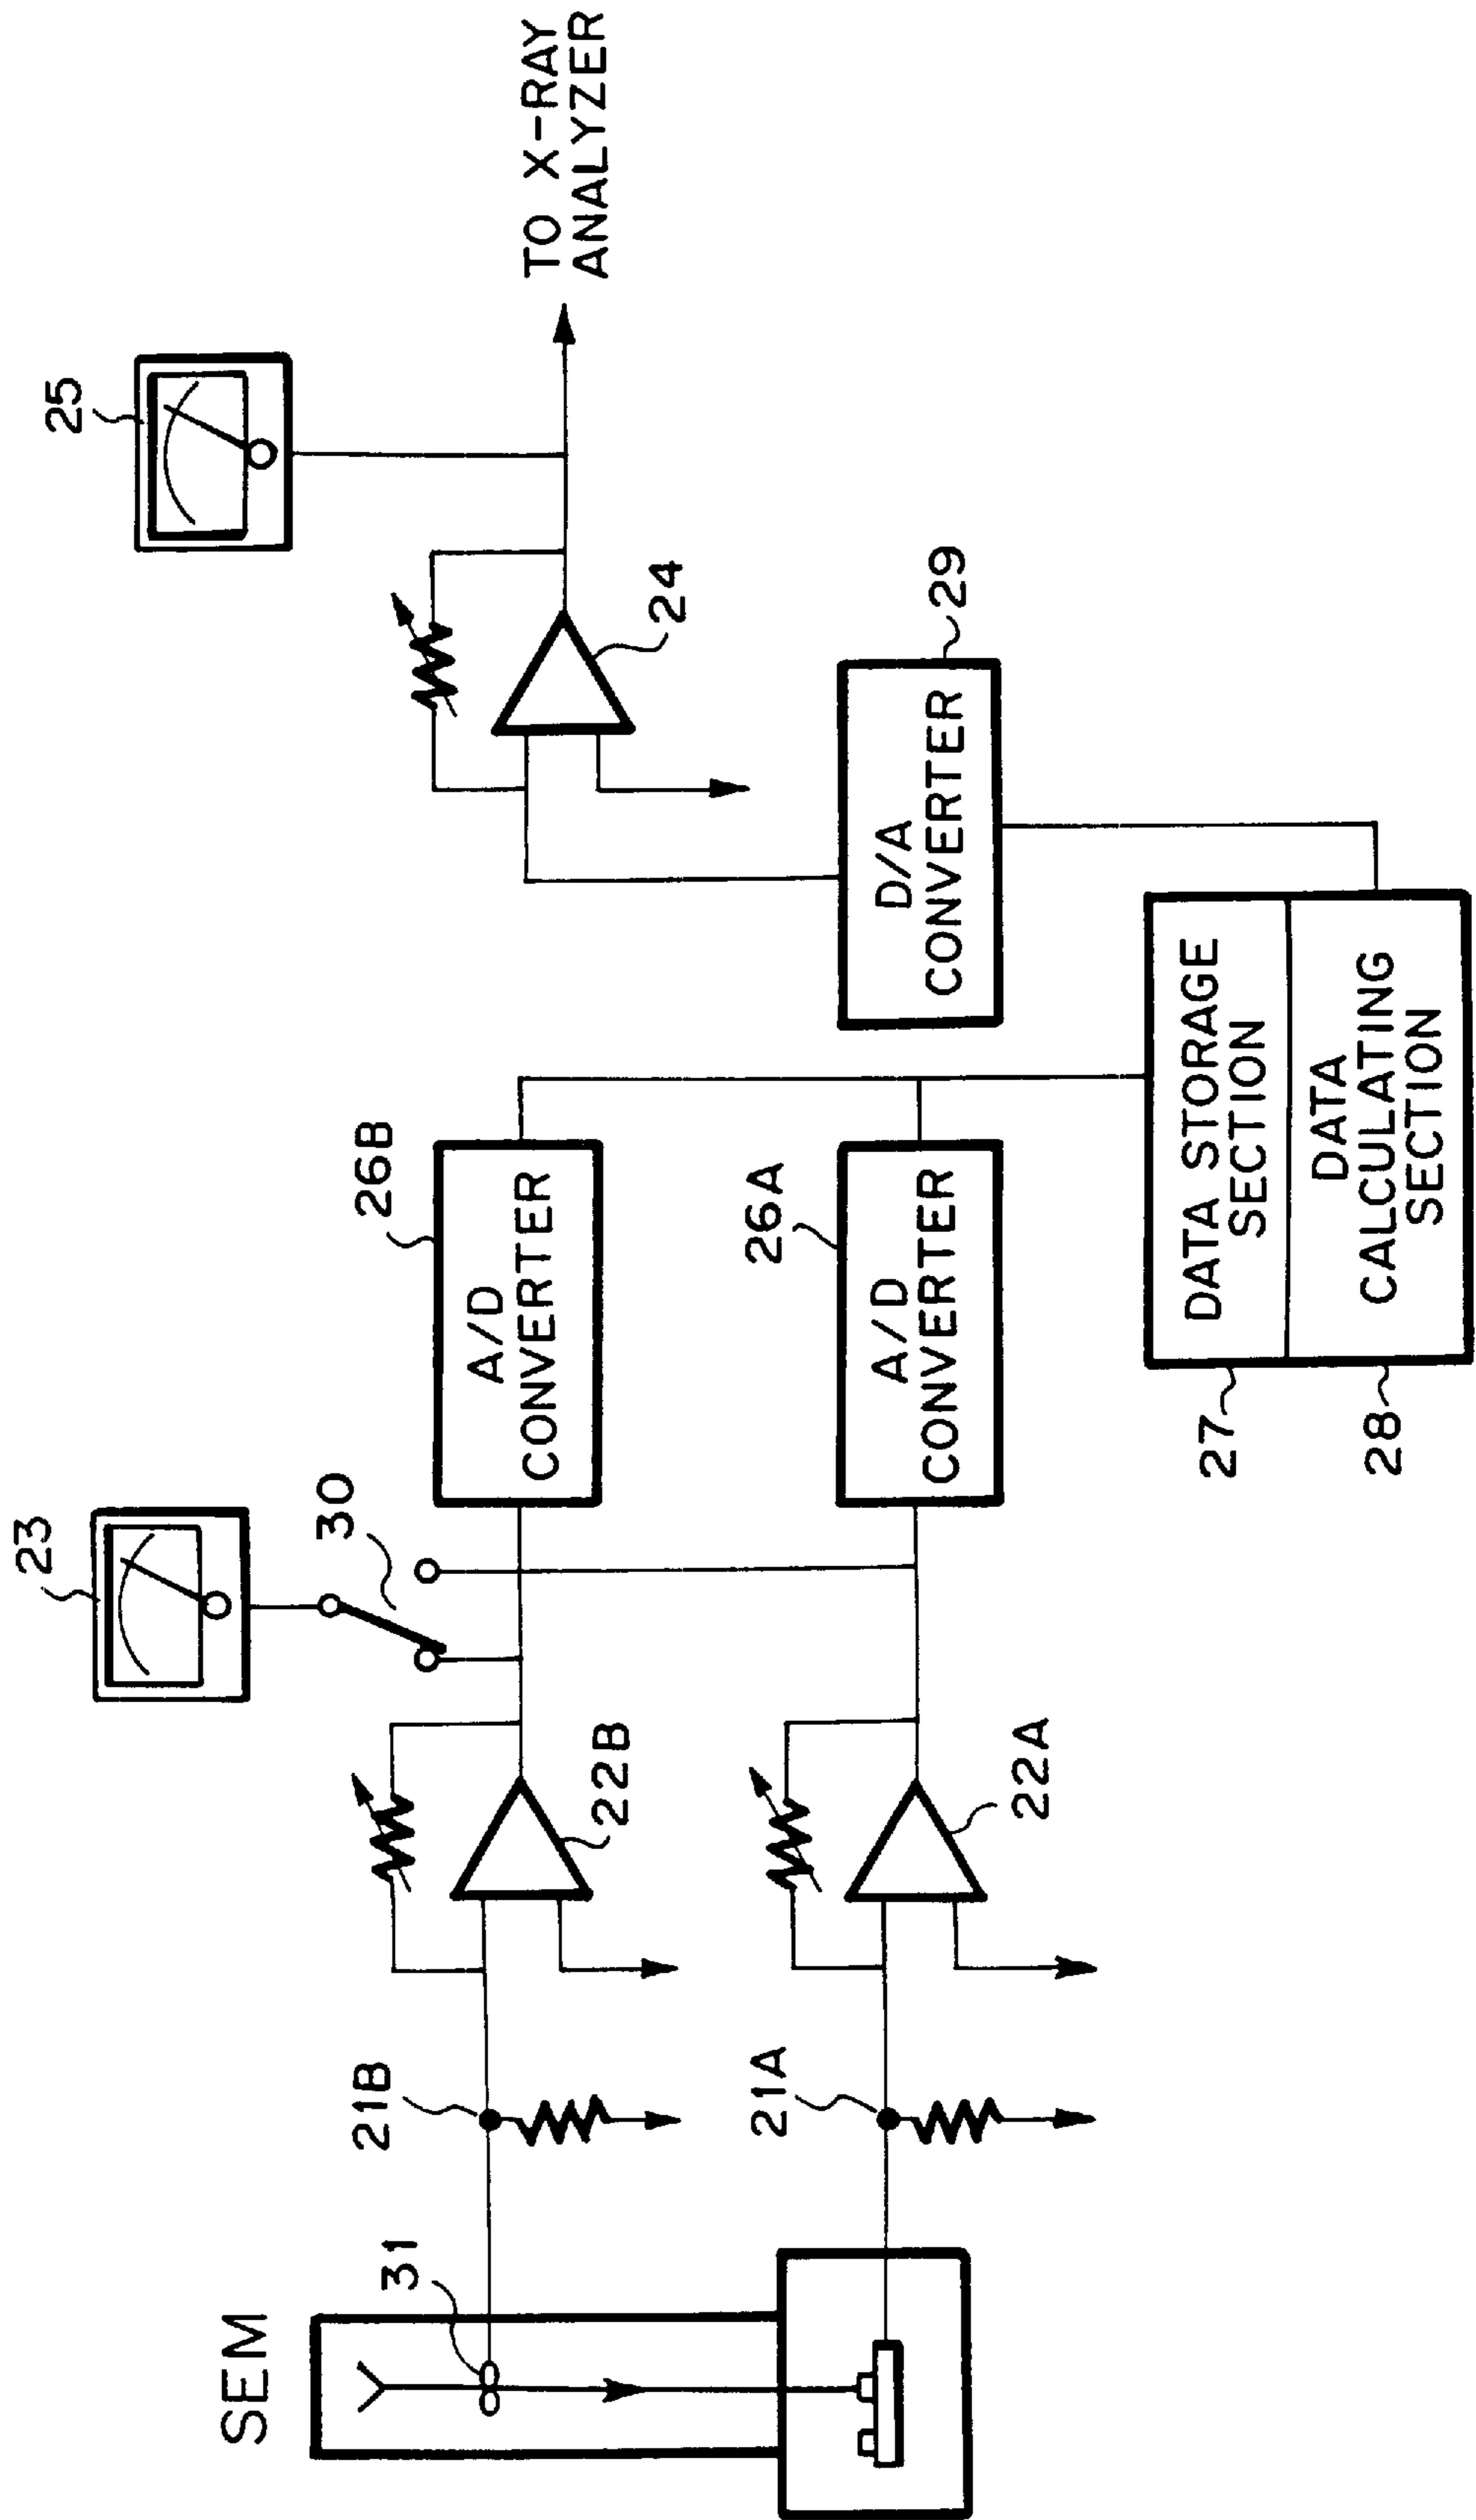 SEM
31
21B
21A
22B
22A
23
30
26B
A/D
CONVERTER
26A
A/D
CONVERTER
27
DATA STORAGE
SECTION
28
DATA
CALCULATING
SECTION
D/A
CONVERTER
29
24
25
TO X-RAY
ANALYZER